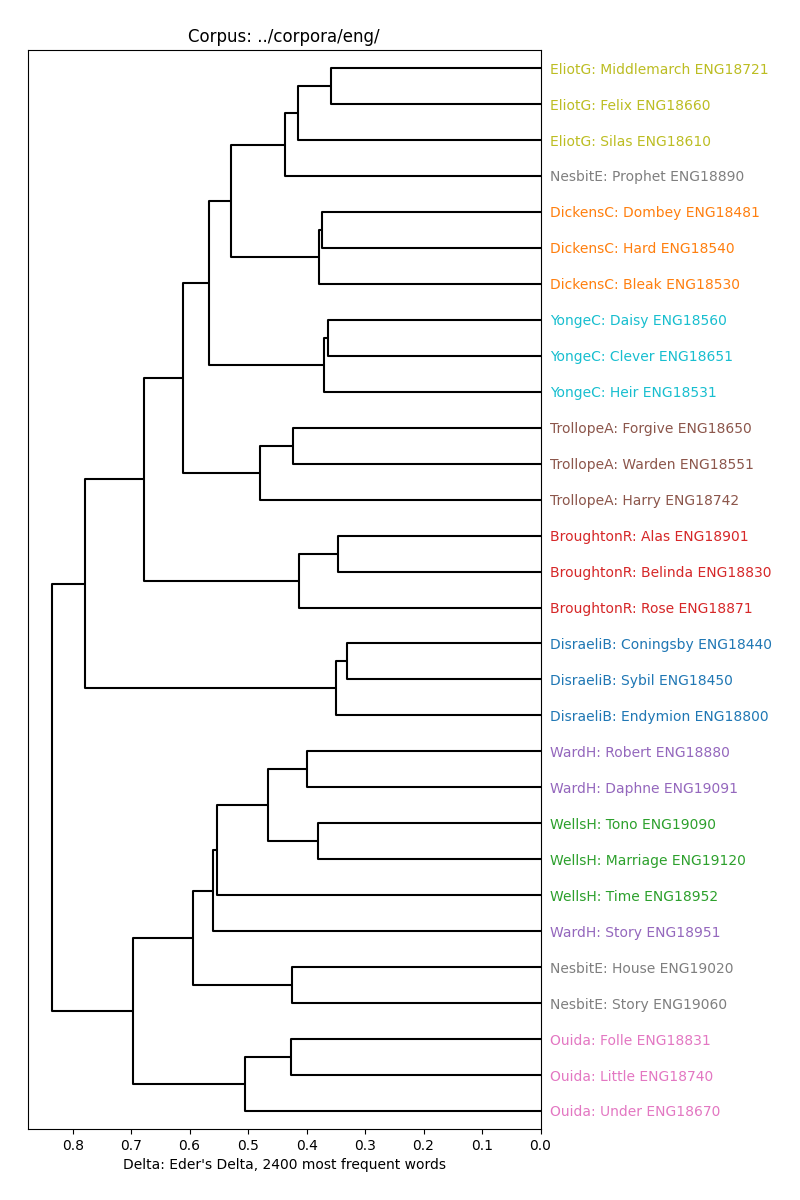 Corpus: ../corpora/eng/
EliotG: Middlemarch ENG18721
EliotG: Felix ENG18660
EliotG: Silas ENG18610
NesbitE: Prophet ENG18890
DickensC: Dombey ENG18481
DickensC: Hard ENG18540
DickensC: Bleak ENG18530
YongeC: Daisy ENG18560
YongeC: Clever ENG18651
YongeC: Heir ENG18531
TrollopeA: Forgive ENG18650
TrollopeA: Warden ENG18551
TrollopeA: Harry ENG18742
BroughtonR: Alas ENG18901
BroughtonR: Belinda ENG18830
BroughtonR: Rose ENG18871
DisraeliB: Coningsby ENG18440
DisraeliB: Sybil ENG18450
DisraeliB: Endymion ENG18800
WardH: Robert ENG18880
WardH: Daphne ENG19091
WellsH: Tono ENG19090
WellsH: Marriage ENG19120
WellsH: Time ENG18952
WardH: Story ENG18951
NesbitE: House ENG19020
NesbitE: Story ENG19060
Ouida: Folle ENG18831
Ouida: Little ENG18740
Ouida: Under ENG18670
0.8 0.7 0.6 0.5 0.4 0.3 0.2 0.1 0.0
Delta: Eder's Delta, 2400 most frequent words